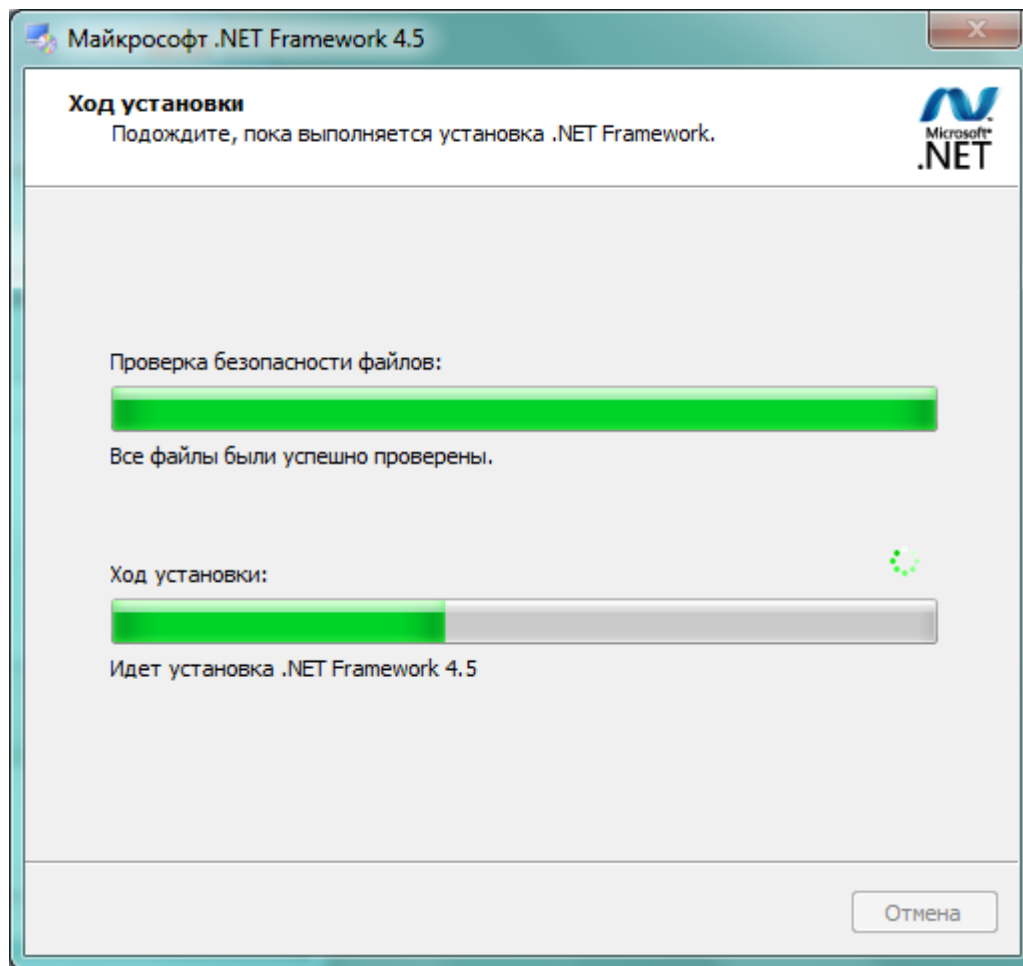 Майкрософт .NET Framework 4.5
Ход установки
Подождите, пока выполняется установка .NET Framework.
Microsoft®
.NET
Проверка безопасности файлов:
Все файлы были успешно проверены.
Ход установки:
Идет установка .NET Framework 4.5
Отмена